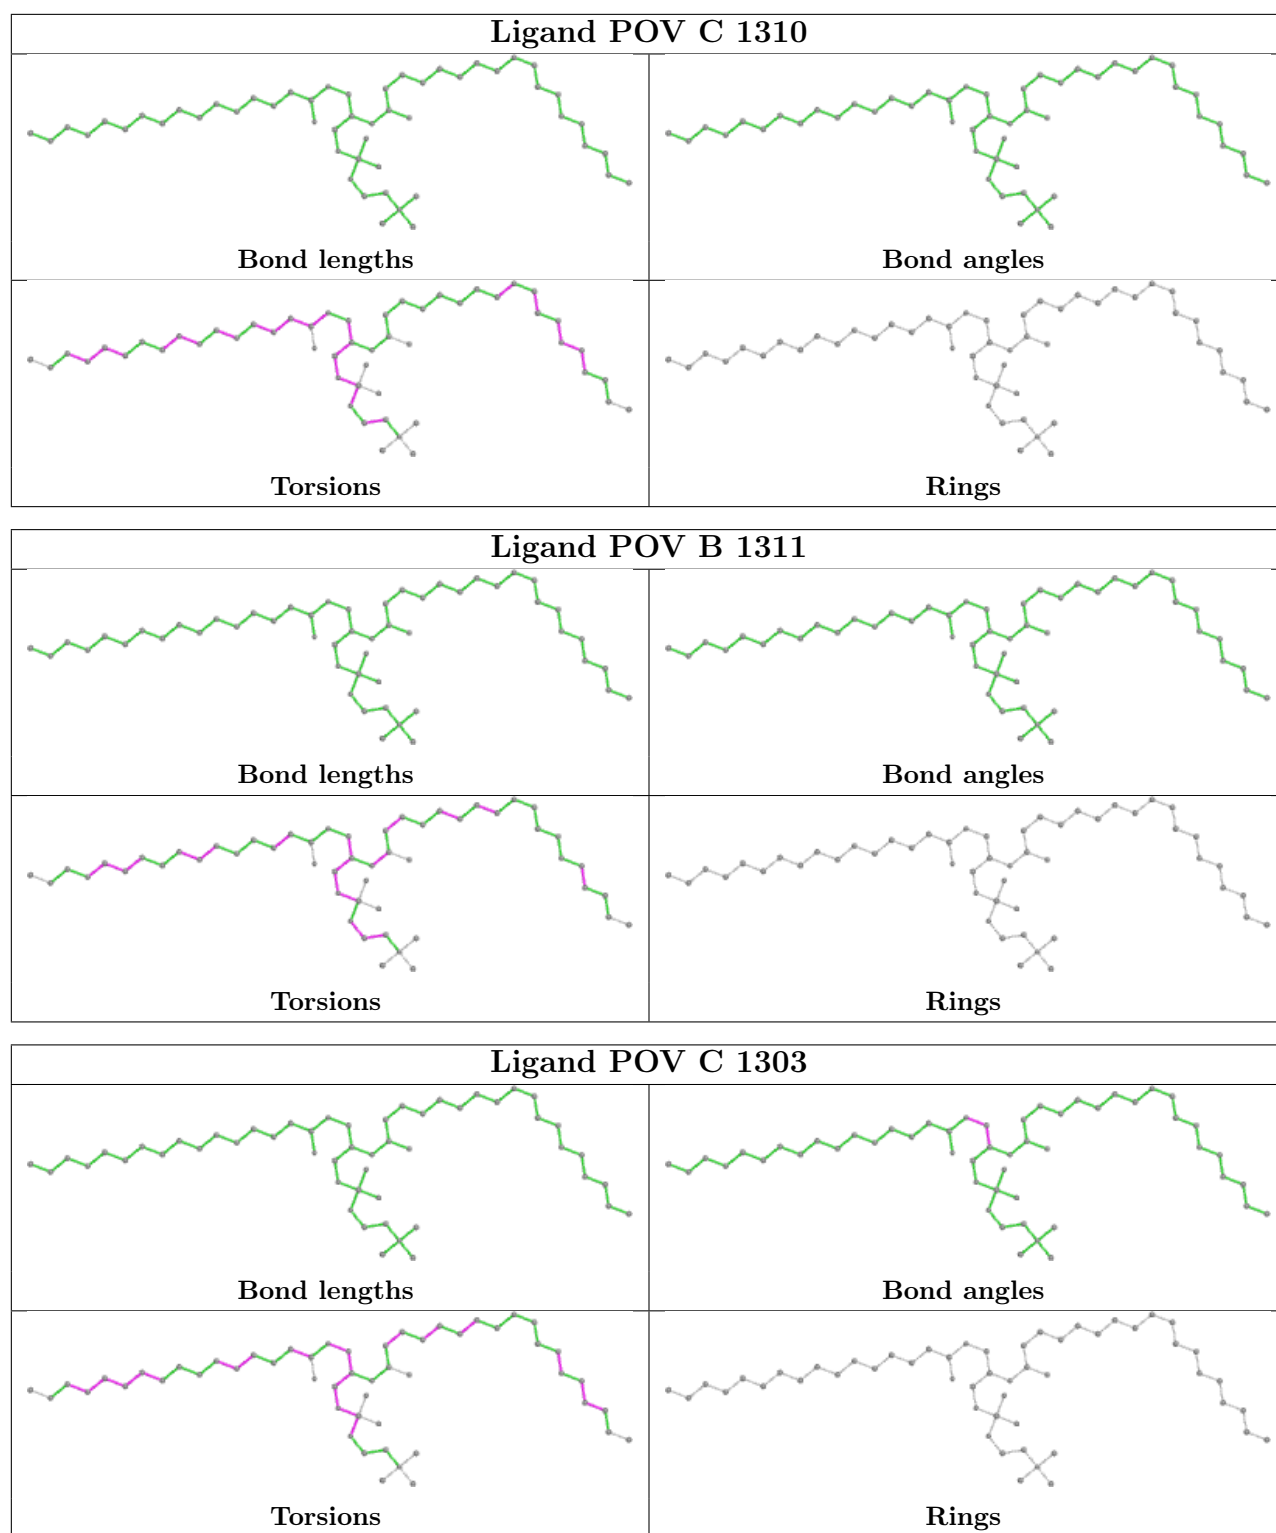 Ligand POV C 1310
Bond lengths
Bond angles
Torsions
Rings
Ligand POV B 1311
Bond lengths
Bond angles
Torsions
Rings
Ligand POV C 1303
Bond lengths
Bond angles
Torsions
Rings